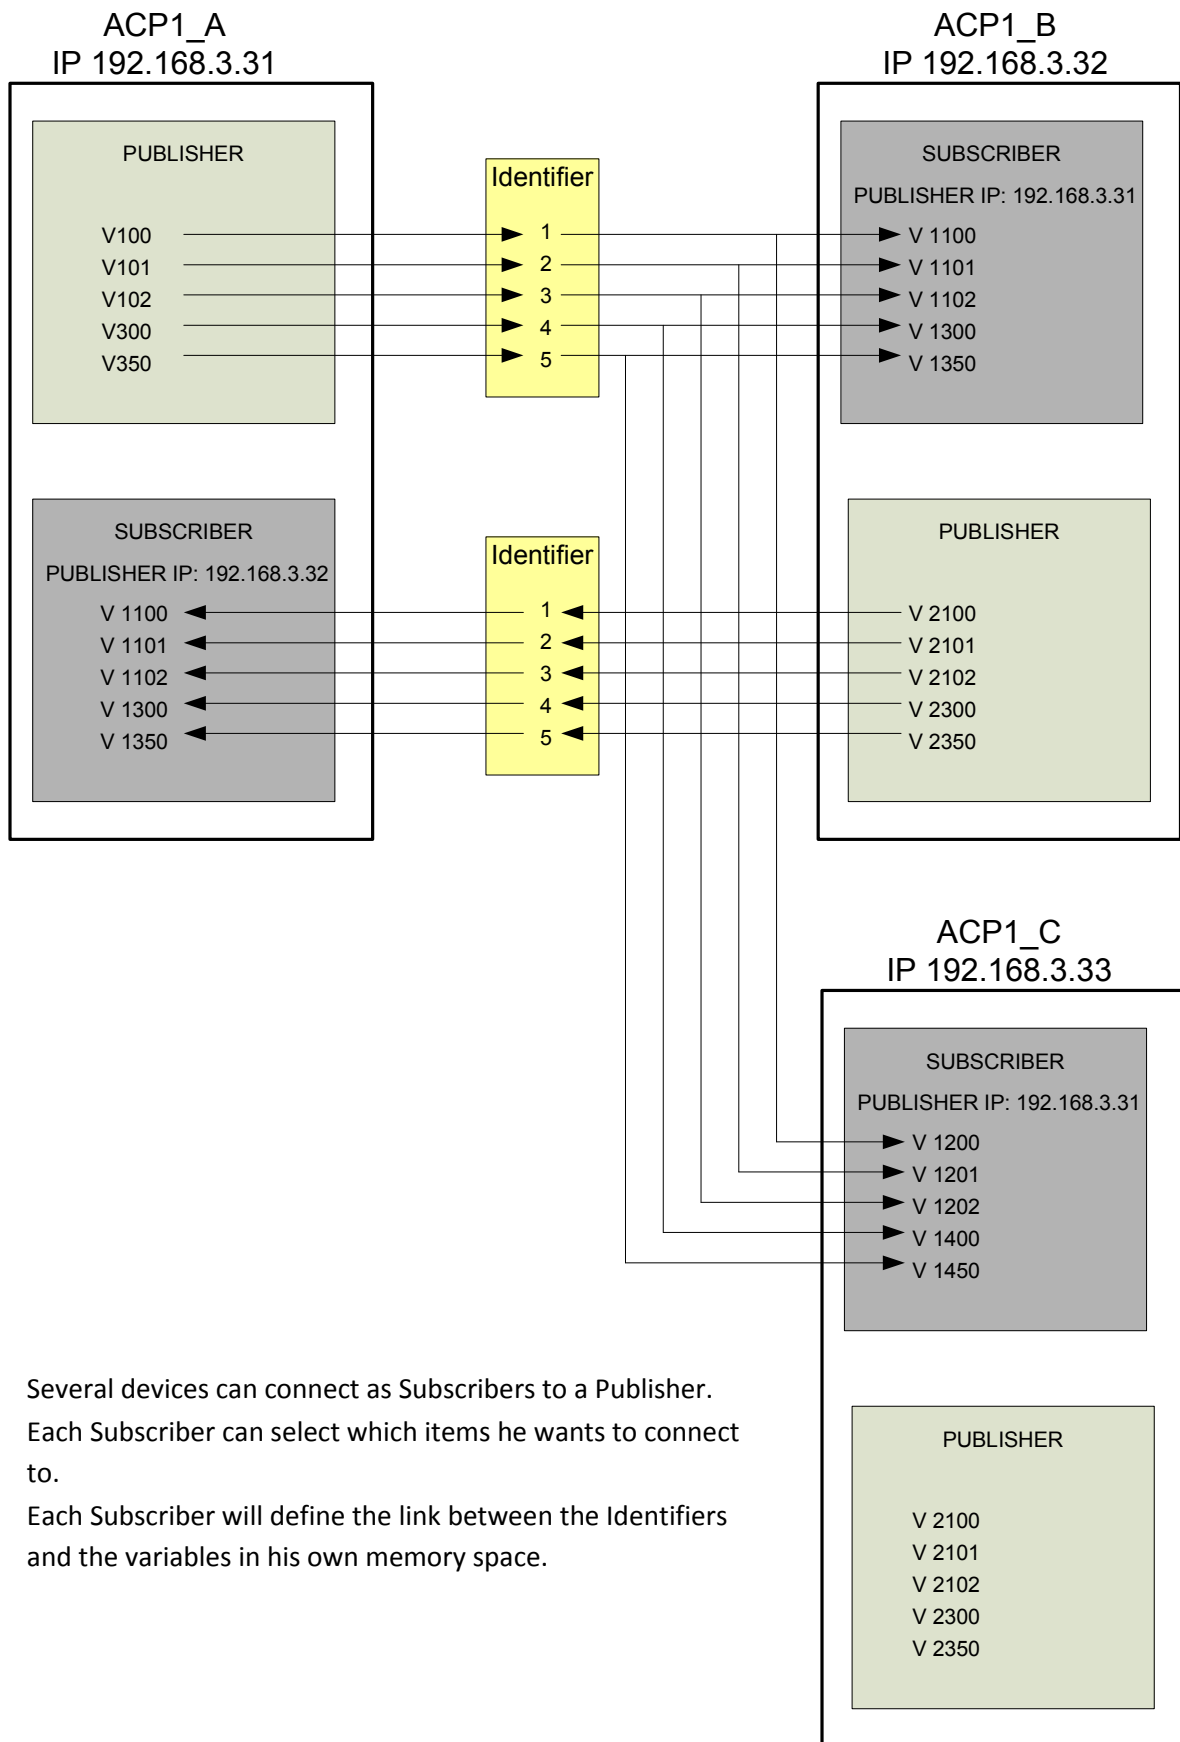 ACP1_A
IP 192.168.3.31
PUBLISHER
V100
V101
V102
V300
V350
SUBSCRIBER
PUBLISHER IP: 192.168.3.32
V 1100
V 1101
V 1102
V 1300
V 1350
Identifier
1
2
3
4
5
Identifier
1
2
3
4
5
ACP1_B
IP 192.168.3.32
SUBSCRIBER
PUBLISHER IP: 192.168.3.31
V 1100
V 1101
V 1102
V 1300
V 1350
PUBLISHER
V 2100
V 2101
V 2102
V 2300
V 2350
ACP1_C
IP 192.168.3.33
SUBSCRIBER
PUBLISHER IP: 192.168.3.31
V 1200
V 1201
V 1202
V 1400
V 1450
PUBLISHER
V 2100
V 2101
V 2102
V 2300
V 2350
Several devices can connect as Subscribers to a Publisher.
Each Subscriber can select which items he wants to connect
to.
Each Subscriber will define the link between the Identifiers
and the variables in his own memory space.